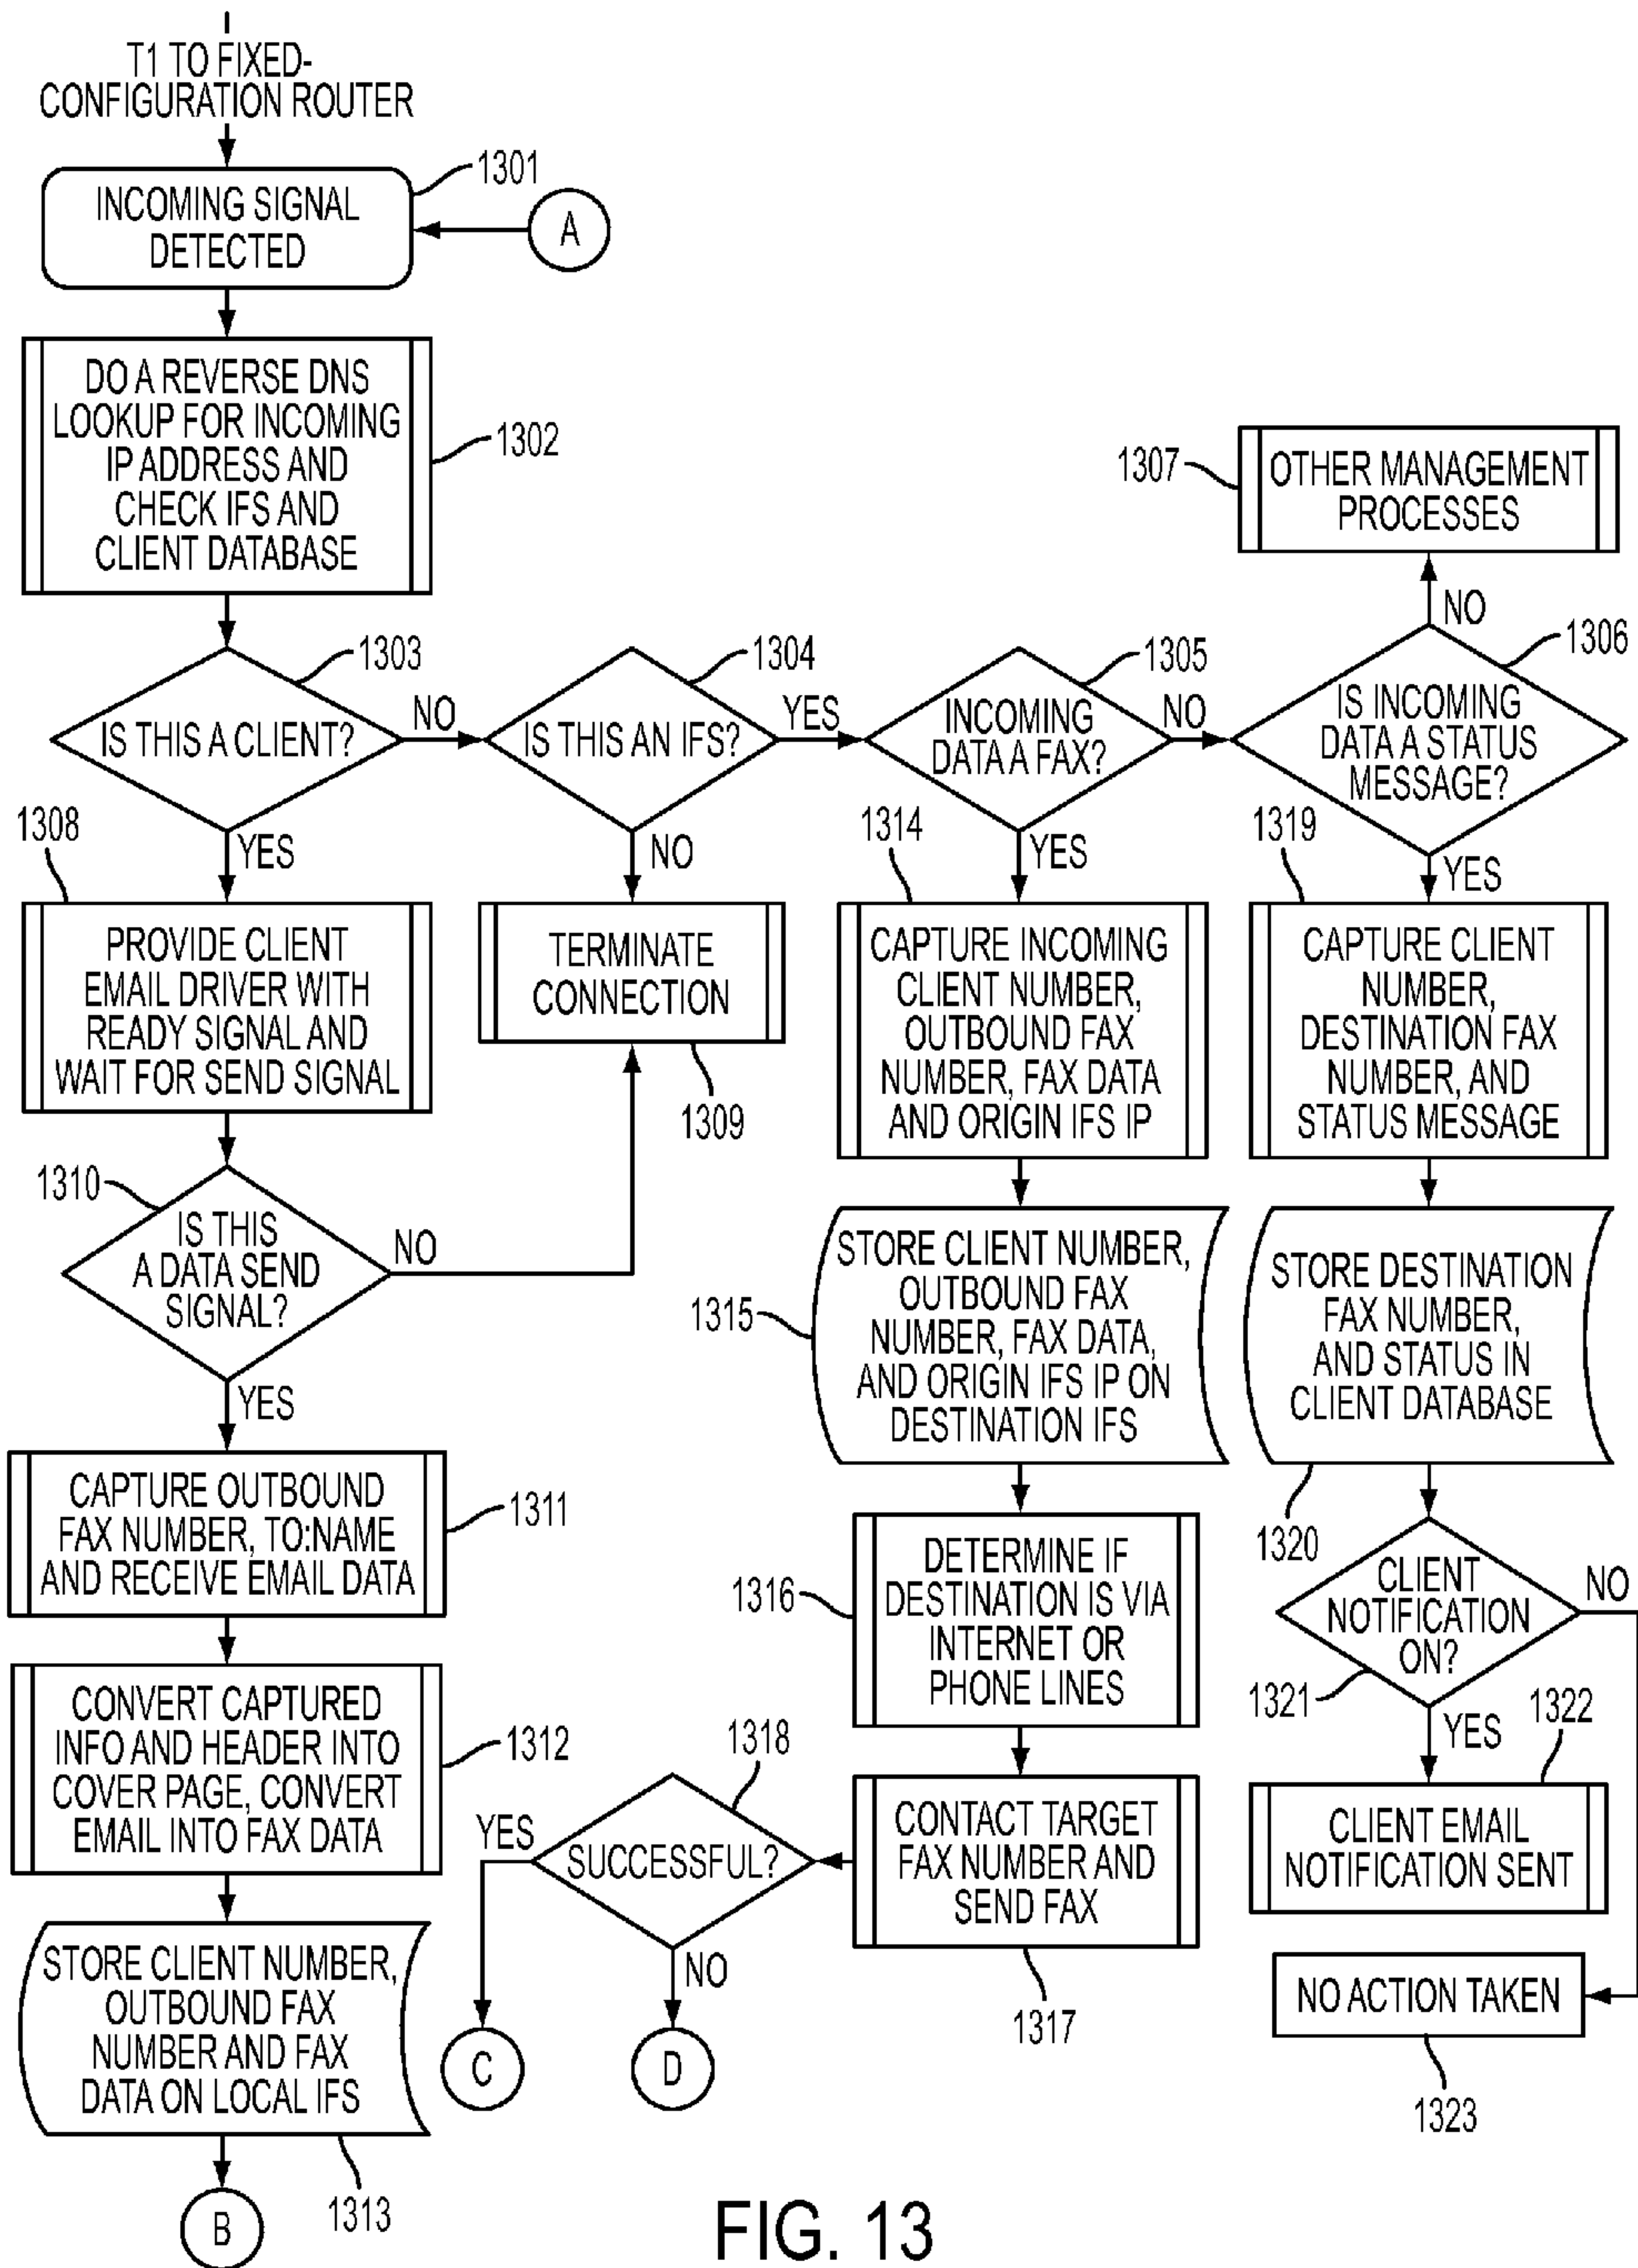 T1 TO FIXED-
CONFIGURATION ROUTER
1301
INCOMING SIGNAL
DETECTED
A
DO A REVERSE DNS
LOOKUP FOR INCOMING
IP ADDRESS AND
CHECK IFS AND
CLIENT DATABASE
1302
1307
OTHER MANAGEMENT
PROCESSES
NO
1303
IS THIS A CLIENT?
NO
1304
IS THIS AN IFS?
YES
1305
INCOMING
DATA A FAX?
NO
1306
IS INCOMING
DATA A STATUS
MESSAGE?
1308
YES
NO
1314
YES
1319
YES
PROVIDE CLIENT
EMAIL DRIVER WITH
READY SIGNAL AND
WAIT FOR SEND SIGNAL
TERMINATE
CONNECTION
1309
CAPTURE INCOMING
CLIENT NUMBER,
OUTBOUND FAX
NUMBER, FAX DATA
AND ORIGIN IFS IP
CAPTURE CLIENT
NUMBER,
DESTINATION FAX
NUMBER, AND
STATUS MESSAGE
1310
IS THIS
A DATA SEND
SIGNAL?
NO
YES
1315
STORE CLIENT NUMBER,
OUTBOUND FAX
NUMBER, FAX DATA,
AND ORIGIN IFS IP ON
DESTINATION IFS
STORE DESTINATION
FAX NUMBER,
AND STATUS IN
CLIENT DATABASE
1320
CAPTURE OUTBOUND
FAX NUMBER, TO:NAME
AND RECEIVE EMAIL DATA
1311
1316
DETERMINE IF
DESTINATION IS VIA
INTERNET OR
PHONE LINES
CLIENT
NOTIFICATION
ON?
NO
1321
YES
1322
CONVERT CAPTURED
INFO AND HEADER INTO
COVER PAGE, CONVERT
EMAIL INTO FAX DATA
1312
1318
YES
SUCCESSFUL?
NO
CONTACT TARGET
FAX NUMBER AND
SEND FAX
1317
CLIENT EMAIL
NOTIFICATION SENT
STORE CLIENT NUMBER,
OUTBOUND FAX
NUMBER AND FAX
DATA ON LOCAL IFS
1313
C
D
NO ACTION TAKEN
1323
B
FIG. 13